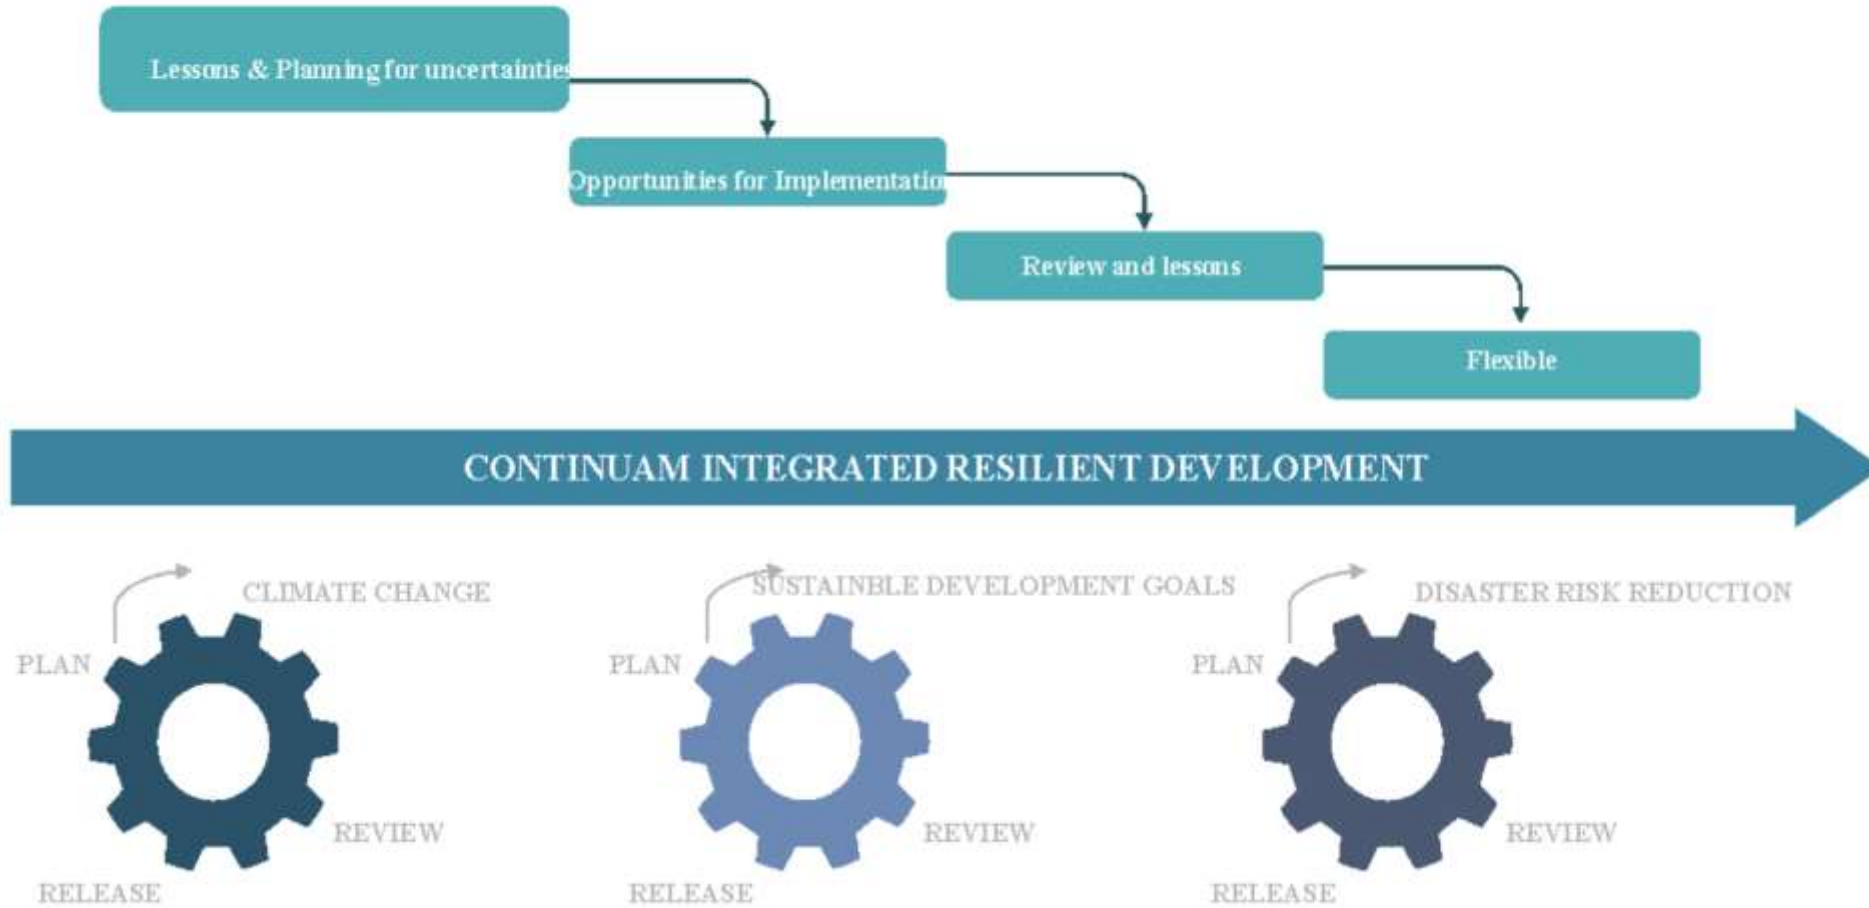 Lessons & Planning for uncertainties
Opportunities for Implementatio
Review and lessons
Flexible
CONTINUAM INTEGRATED RESILIENT DEVELOPMENT
CLIMATE CHANGE
PLAN
REVIEW
RELEASE
SUSTAINBLE DEVELOPMENT GOALS
PLAN
REVIEW
RELEASE
DISASTER RISK REDUCTION
PLAN
REVIEW
RELEASE